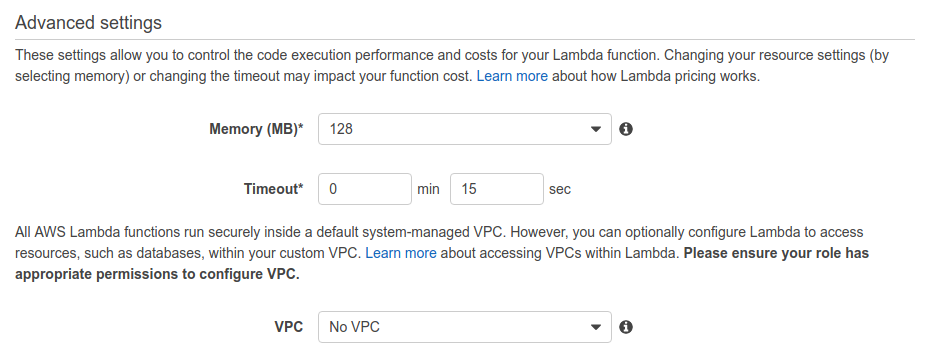 Advanced settings
These settings allow you to control the code execution performance and costs for your Lambda function. Changing your resource settings (by
selecting memory) or changing the timeout may impact your function cost. Learn more about how Lambda pricing works.
Memory (MB)* 128
Timeout* 0 min 15 sec
All AWS Lambda functions run securely inside a default system-managed VPC. However, you can optionally configure Lambda to access
resources, such as databases, within your custom VPC. Learn more about accessing VPCs within Lambda. Please ensure your role has
appropriate permissions to configure VPC.
VPC No VPC